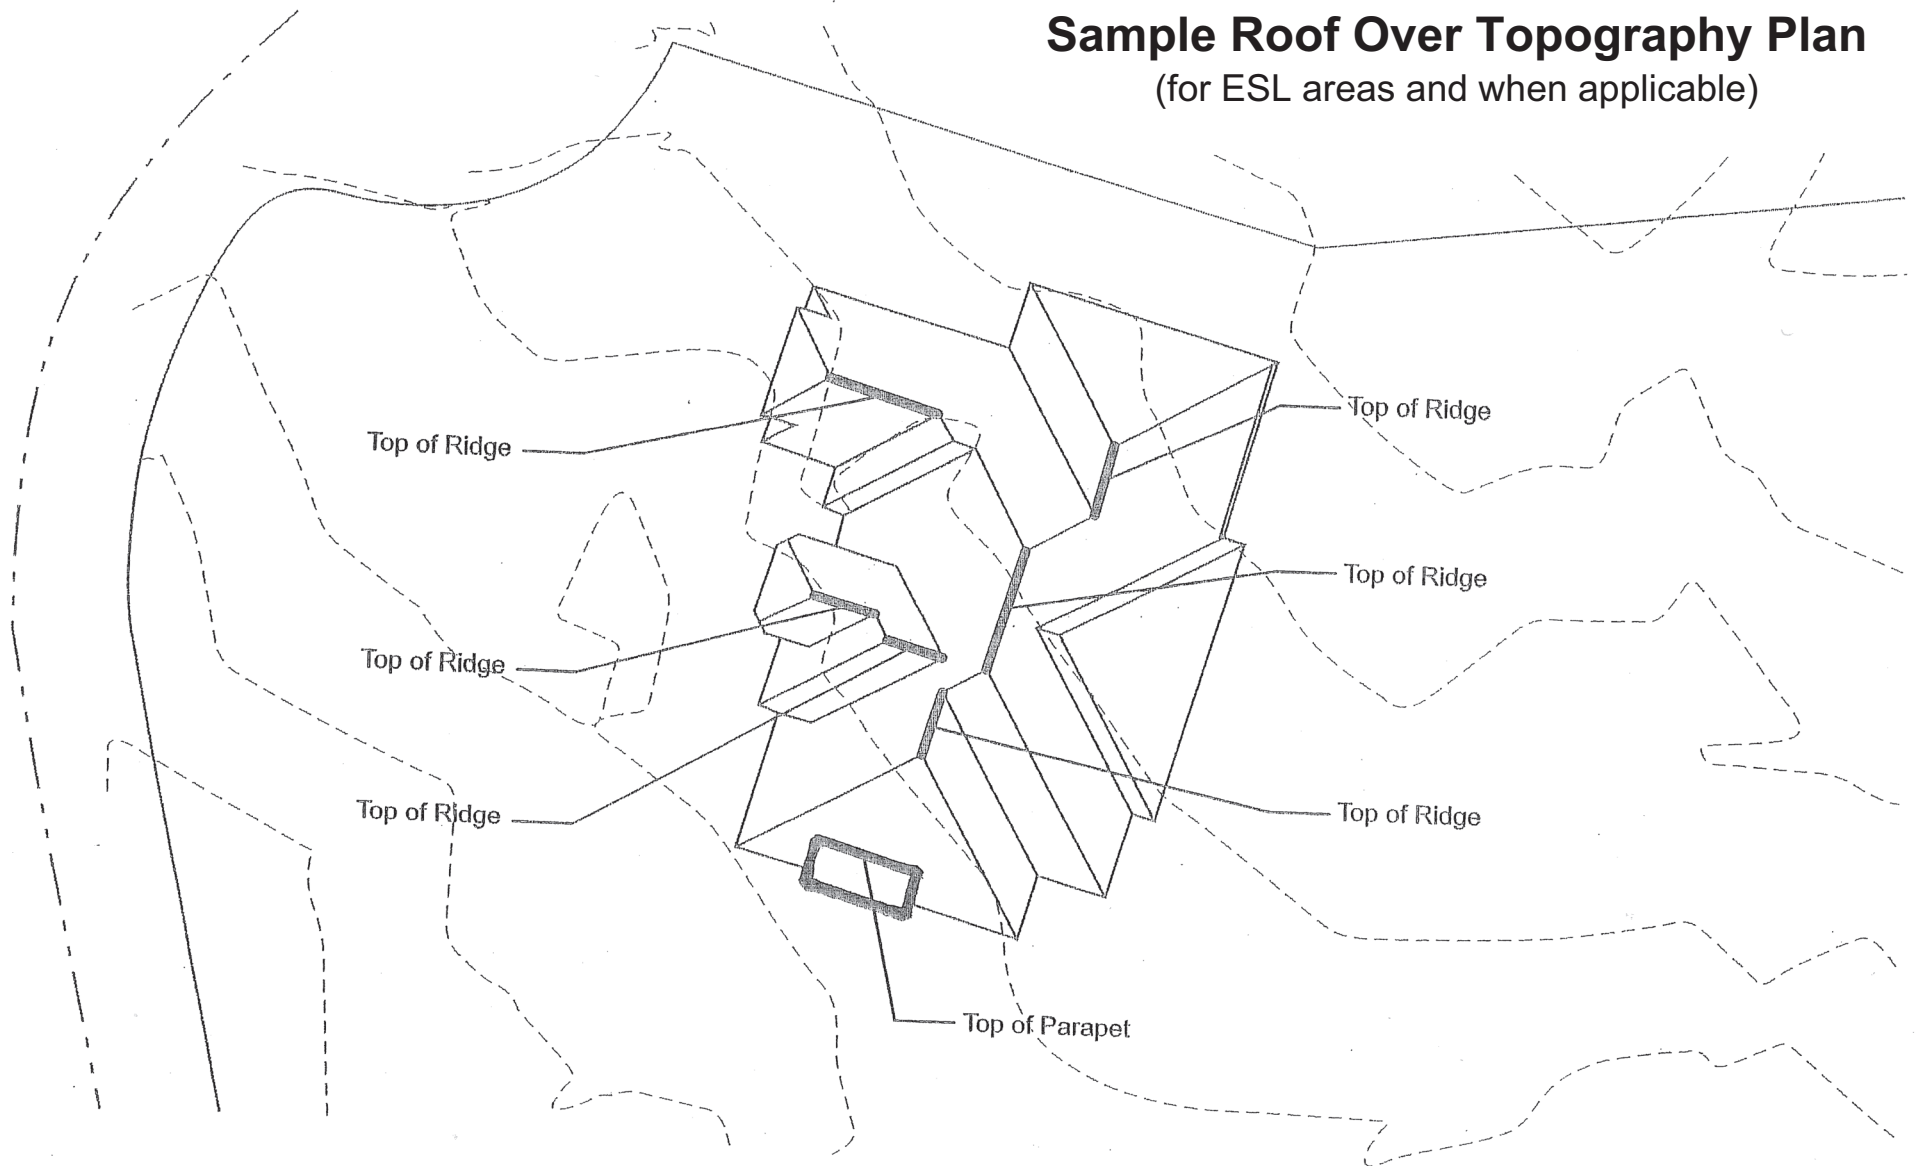 Sample Roof Over Topography Plan
(for ESL areas and when applicable)
Top of Ridge
Top of Ridge
Top of Ridge
Top of Ridge
Top of Ridge
Top of Ridge
Top of Parapet